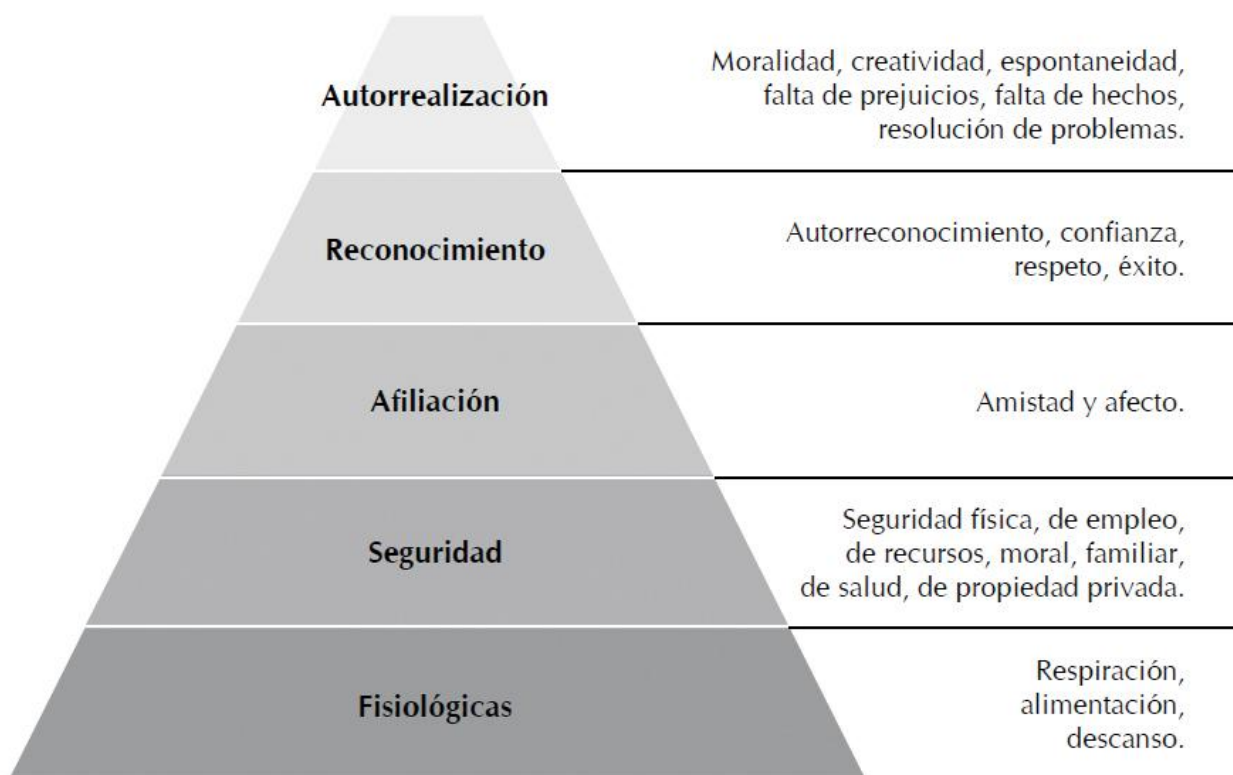 Autorrealización
Moralidad, creatividad, espontaneidad,
falta de prejuicios, falta de hechos,
resolución de problemas.
Reconocimiento
Autorreconocimiento, confianza,
respeto, éxito.
Afiliación
Amistad y afecto.
Seguridad
Seguridad física, de empleo,
de recursos, moral, familiar,
de salud, de propiedad privada.
Fisiológicas
Respiración,
alimentación,
descanso.